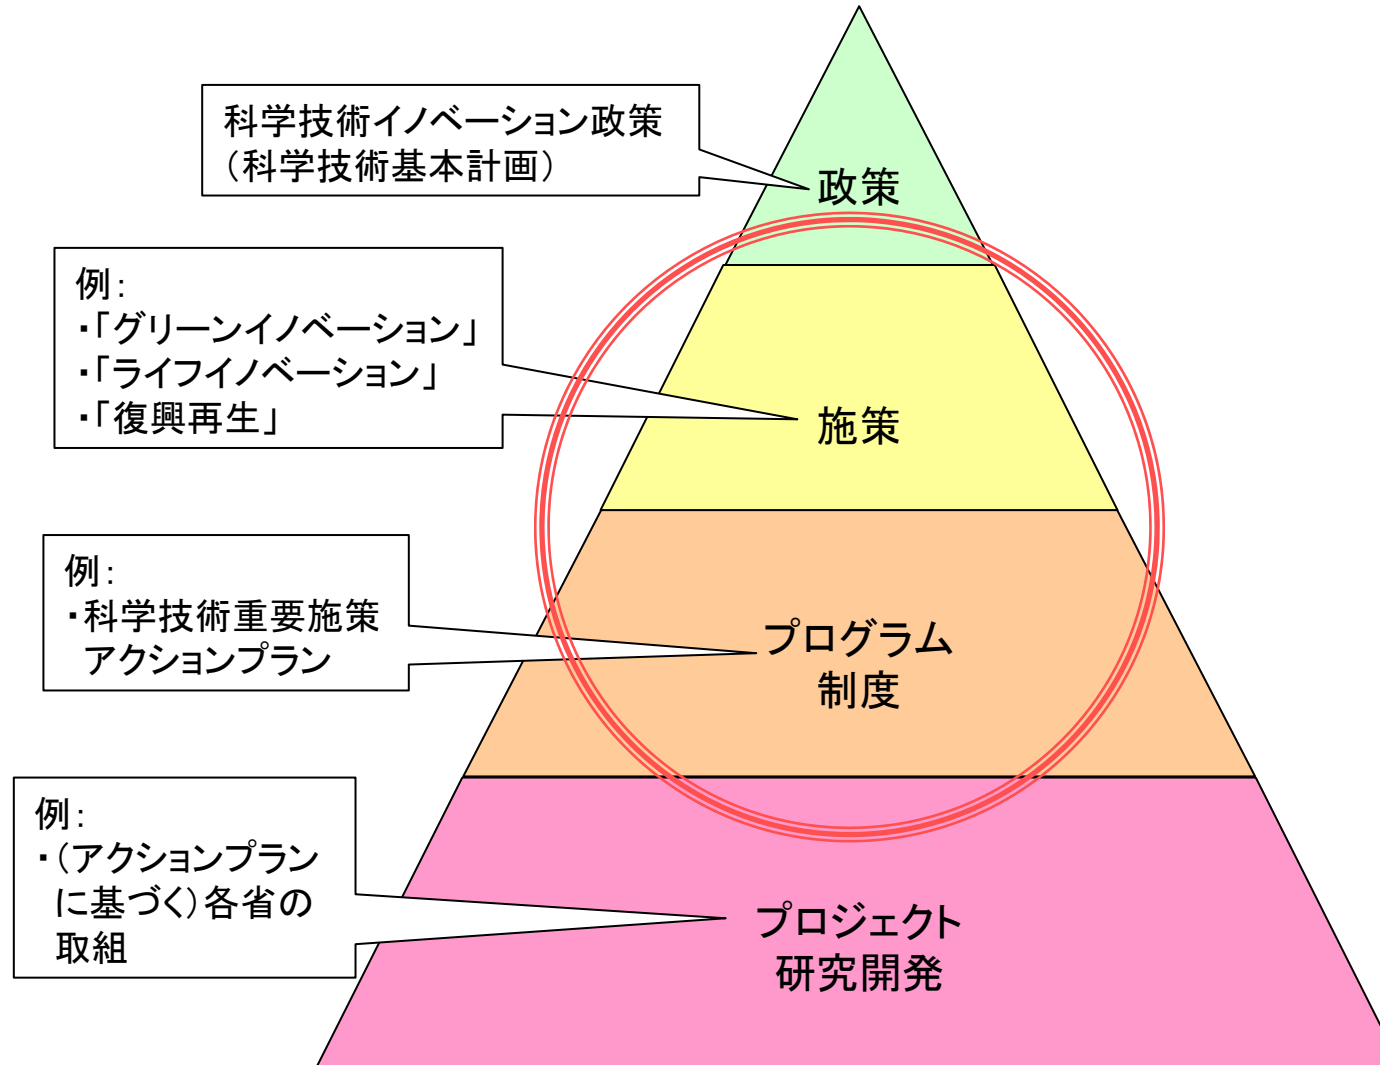 科学技術イノベーション政策
（科学技術基本計画）
政策
例：
・「グリーンイノベーション」
・「ライフイノベーション」
・「復興再生」
施策
例：
・科学技術重要施策
アクションプラン
プログラム
制度
例：
・（アクションプラン
に基づく）各省の
取組
プロジェクト
研究開発